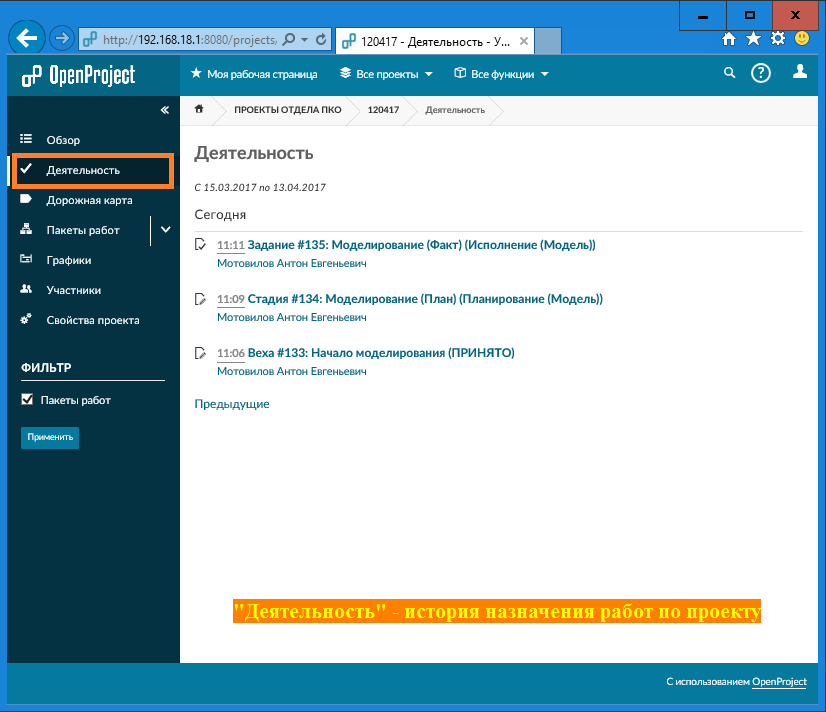 http://192.168.18.1:8080/projects/
120417 - Деятельность - У...
OpenProject
Моя рабочая страница
Все проекты
Все функции
ПРОЕКТЫ ОТДЕЛА ПКО
120417
Деятельность
Обзор
Деятельность
Дорожная карта
Пакеты работ
Графики
Участники
Свойства проекта
ФИЛЬТР
Пакеты работ
Применить
Деятельность
С 15.03.2017 по 13.04.2017
Сегодня
11:11 Задание #135: Моделирование (Факт) (Исполнение (Модель))
Мотовилов Антон Евгеньевич
11:09 Стадия #134: Моделирование (План) (Планирование (Модель))
Мотовилов Антон Евгеньевич
11:06 Веха #133: Начало моделирования (ПРИНЯТО)
Мотовилов Антон Евгеньевич
Предыдущие
"Деятельность" - история назначения работ по проекту
С использованием OpenProject